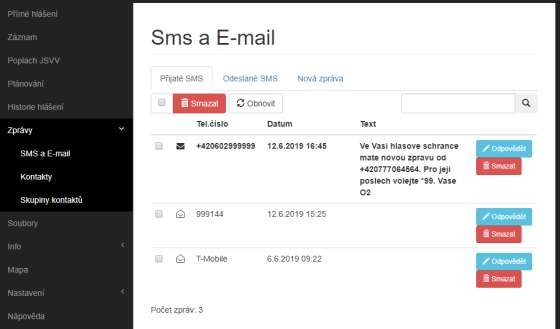 Přímé hlášení
Záznam
Poplach JSVV
Plánování
Historie hlášení
Zprávy
SMS a E-mail
Kontakty
Skupiny kontaktů
Soubory
Info
Mapa
Nastavení
Nápověda
Sms a E-mail
Přijaté SMS Odeslané SMS Nová zpráva
Smazat Obnovit
Tel.číslo Datum Text
+420602999999 12.6.2019 16:45 Ve Vasi hlasove schrance
mate novou zpravu od
+420777064564. Pro jeji
poslech volejte *99. Vase
O2
Odpovědět
Smazat
999144 12.6.2019 15:25
Odpovědět
Smazat
T-Mobile 6.6.2019 09:22
Odpovědět
Smazat
Počet zpráv: 3